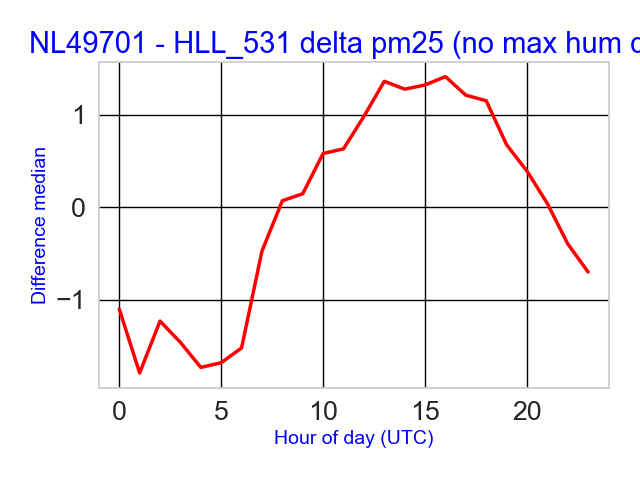 NL49701 - HLL_531 delta pm25 (no max hum
Difference median
1
0
−1
0 5 10 15 20
Hour of day (UTC)